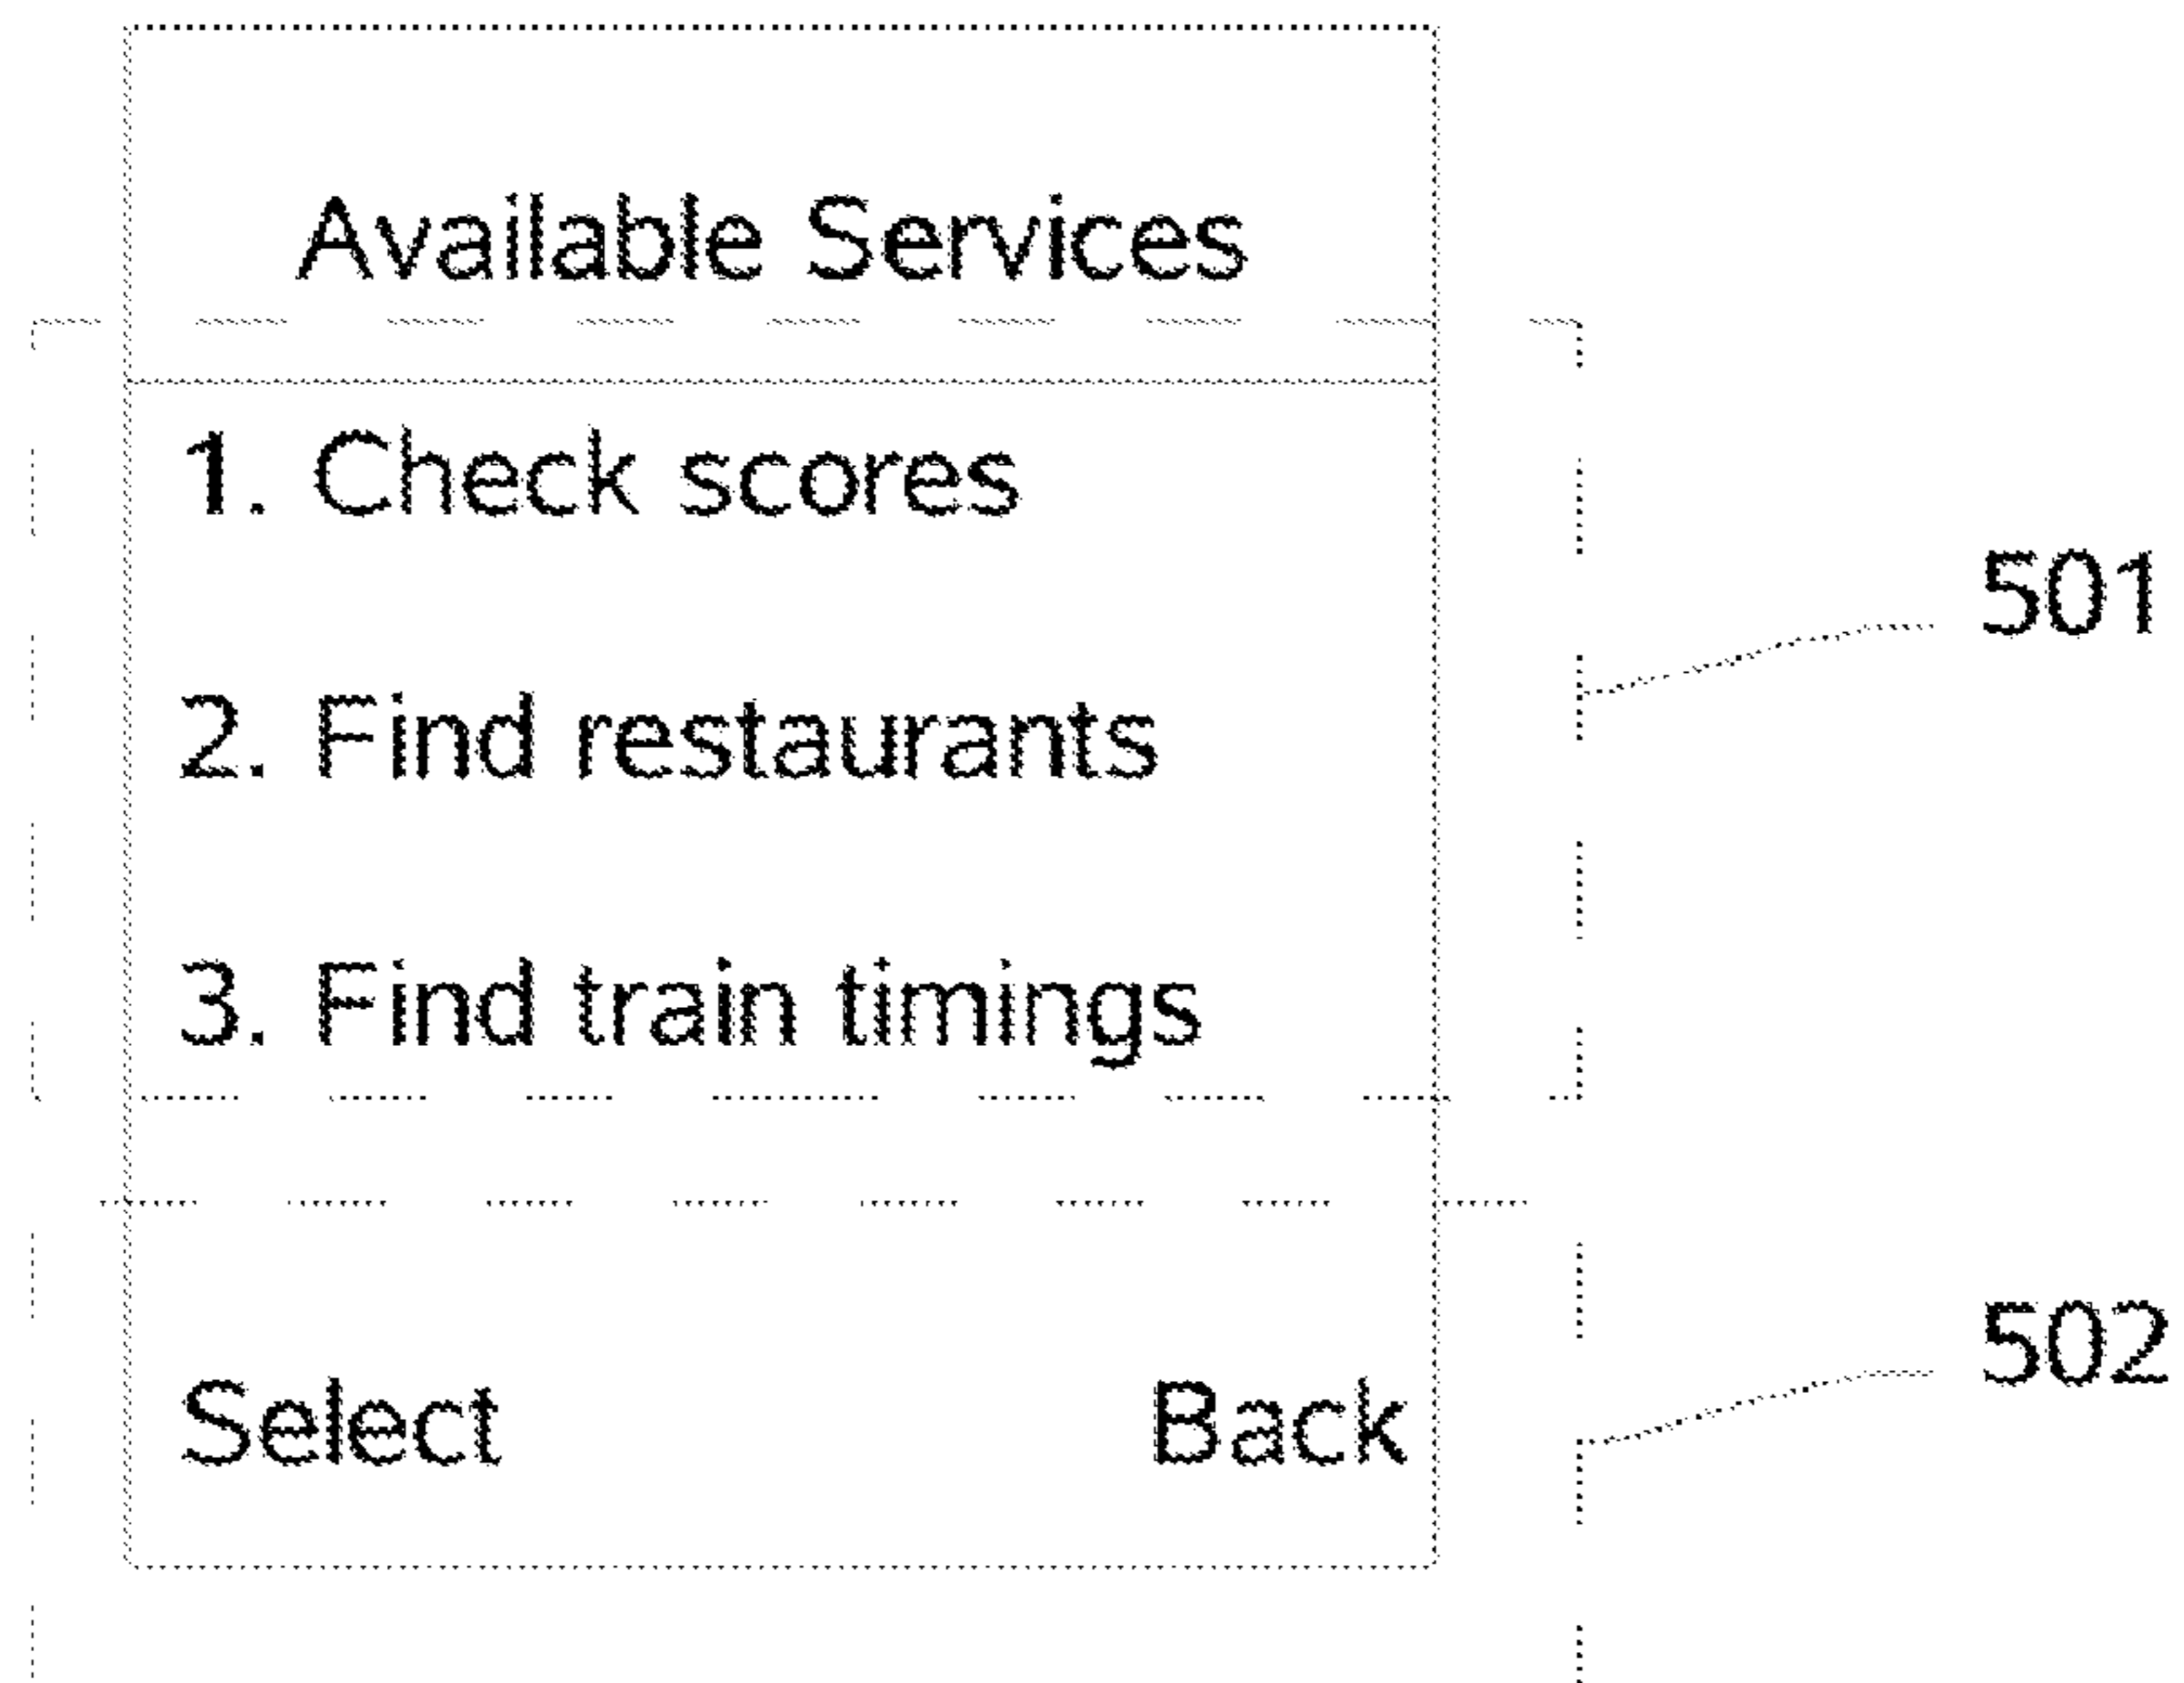 Available Services
1. Check scores
501
2. Find restaurants
3. Find train timings
502
Select Back